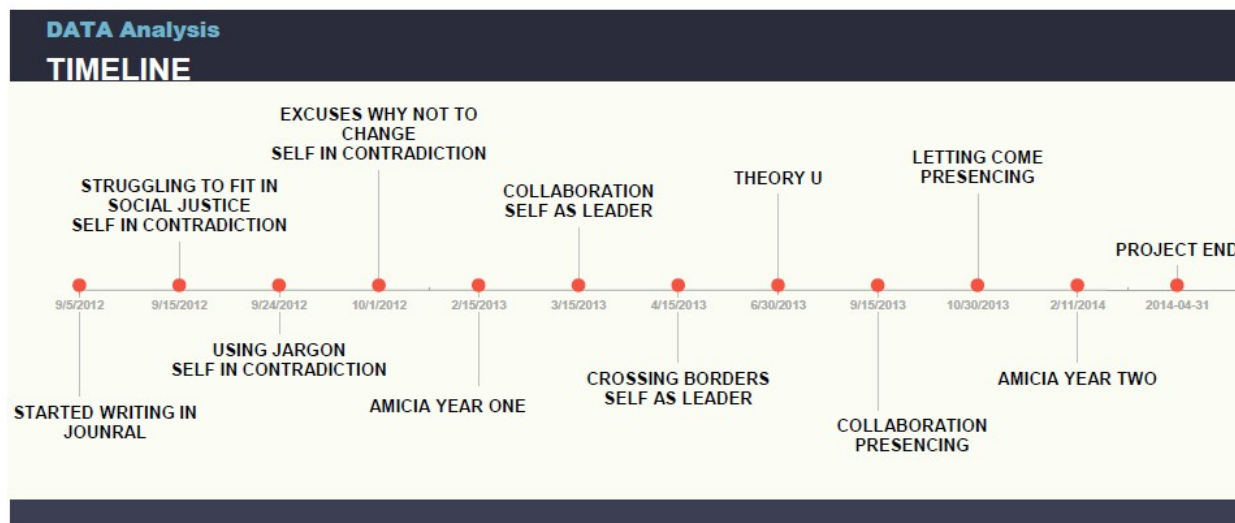 DATA Analysis
TIMELINE
EXCUSES WHY NOT TO
CHANGE
SELF IN CONTRADICTION
LETTING COME
PRESENCING
STRUGGLING TO FIT IN
SOCIAL JUSTICE
SELF IN CONTRADICTION
COLLABORATION
SELF AS LEADER
THEORY U
PROJECT END
9/5/2012
9/15/2012
9/24/2012
10/1/2012
2/15/2013
3/15/2013
4/15/2013
6/30/2013
9/15/2013
10/30/2013
2/11/2014
2014-04-31
USING JARGON
SELF IN CONTRADICTION
CROSSING BORDERS
SELF AS LEADER
AMICIA YEAR TWO
STARTED WRITING IN
JOUNRAL
AMICIA YEAR ONE
COLLABORATION
PRESENCING